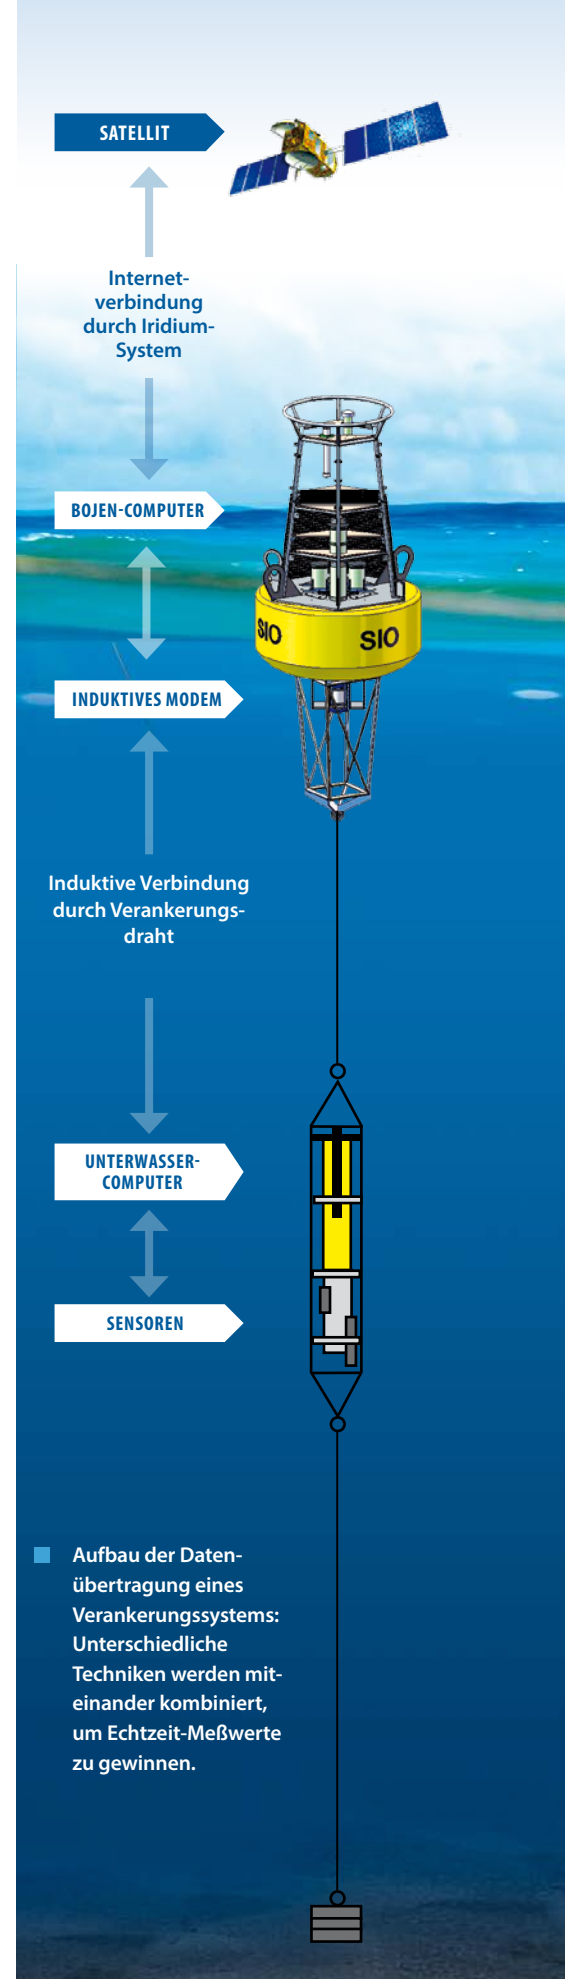 SATELLIT
Internet-
verbindung
durch Iridium-
System
BOJEN-COMPUTER
SIO
SIO
INDUKTIVES MODEM
Induktive Verbindung
durch Verankerungs-
draht
UNTERWASSER-
COMPUTER
SENSOREN
Aufbau der Daten-
übertragung eines
Verankerungssystems:
Unterschiedliche
Techniken werden mit-
einander kombiniert,
um Echtzeit-Meßwerte
zu gewinnen.